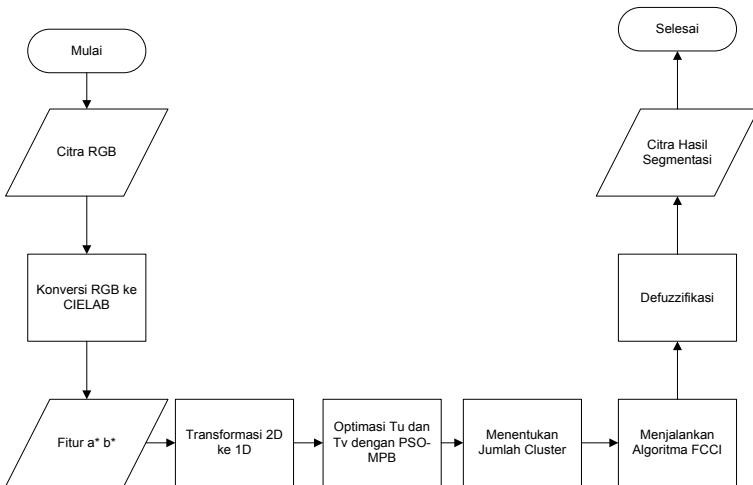 Mulai
Citra RGB
Konversi RGB ke
CIELAB
Fitur a* b*
Transformasi 2D
ke 1D
Optimasi Tu dan
Tv dengan PSO-
MPB
Menentukan
Jumlah Cluster
Menjalankan
Algoritma FCCI
Defuzzifikasi
Citra Hasil
Segmentasi
Selesai